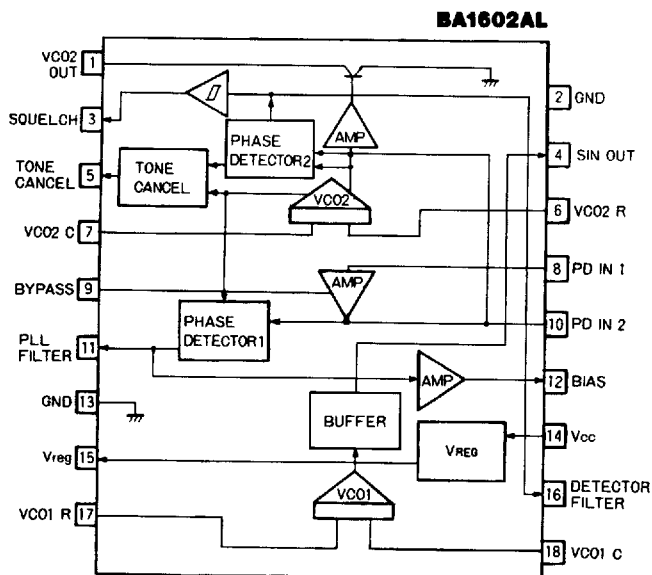 BA1602AL
VCO2 OUT
1
2
GND
SQUELCH
3
PHASE DETECTOR2
AMP
4
SIN OUT
TONE CANCEL
5
TONE CANCEL
VCO2
6
VCO2 R
VCO2 C
7
8
PD IN 1
BYPASS
9
AMP
PHASE DETECTOR1
10
PD IN 2
PLL FILTER
11
AMP
12
BIAS
GND
13
BUFFER
VREG
14
Vcc
Vreg
15
VCO1
16
DETECTOR FILTER
VCO1 R
17
18
VCO1 C